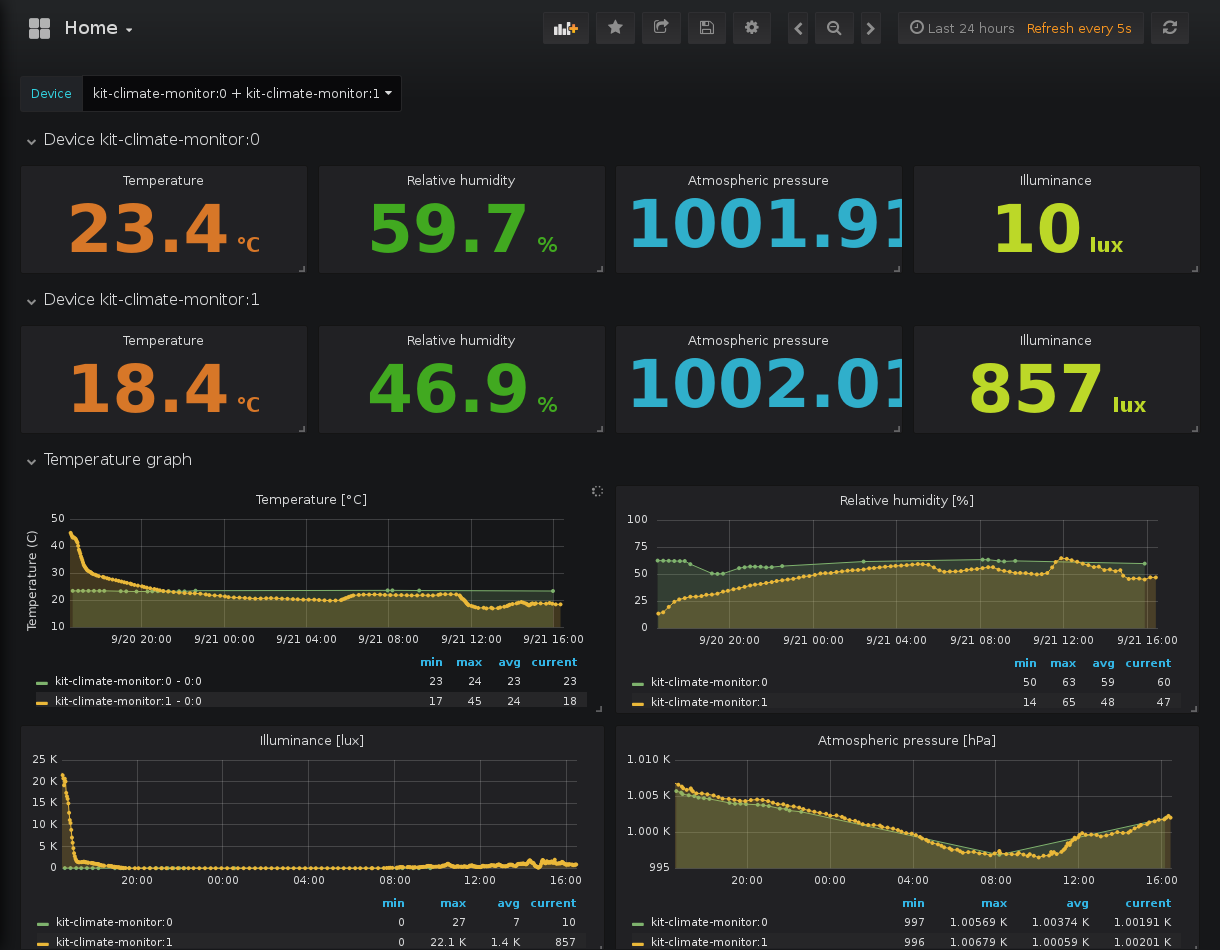 Home
Last 24 hours Refresh every 5s
Device kit-climate-monitor:0 + kit-climate-monitor:1
Device kit-climate-monitor:0
Temperature Relative humidity Atmospheric pressure Illuminance
23.4 °C 59.7 % 1001.91 10 lux
Device kit-climate-monitor:1
Temperature Relative humidity Atmospheric pressure Illuminance
18.4 °C 46.9 % 1002.01 857 lux
Temperature graph
Temperature [°C]
Temperature (C)
50
40
30
20
10
9/20 20:00 9/21 00:00 9/21 04:00 9/21 08:00 9/21 12:00 9/21 16:00
min max avg current
kit-climate-monitor:0 - 0:0 23 24 23 23
kit-climate-monitor:1 - 0:0 17 45 24 18
Relative humidity [%]
100
75
50
25
0
9/20 20:00 9/21 00:00 9/21 04:00 9/21 08:00 9/21 12:00 9/21 16:00
min max avg current
kit-climate-monitor:0 50 63 59 60
kit-climate-monitor:1 14 65 48 47
Illuminance [lux]
25 K
20 K
15 K
10 K
5 K
0
20:00 00:00 04:00 08:00 12:00 16:00
min max avg current
kit-climate-monitor:0 0 27 7 10
kit-climate-monitor:1 0 22.1 K 1.4 K 857
Atmospheric pressure [hPa]
1.010 K
1.005 K
1.000 K
995
20:00 00:00 04:00 08:00 12:00 16:00
min max avg current
kit-climate-monitor:0 997 1.00569 K 1.00374 K 1.00191 K
kit-climate-monitor:1 996 1.00679 K 1.00059 K 1.00201 K